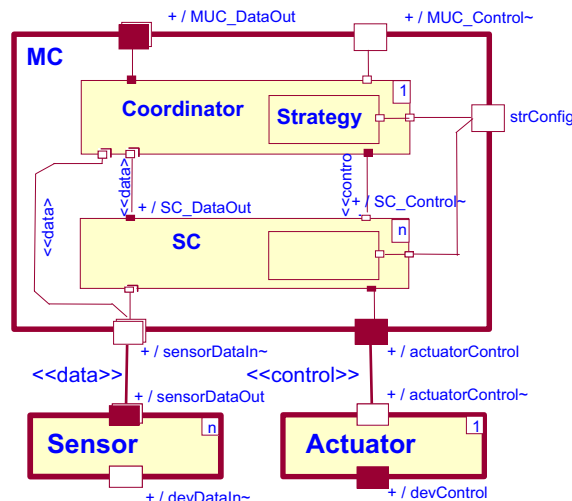 + / MUC_DataOut
+ / MUC_Control~
MC
1
Coordinator
Strategy
strConfig
<<data>>
<<data>>
<<contro
+ / SC_DataOut
+ / SC_Control~
n
SC
+ / sensorDataIn~
+ / actuatorControl
<<data>>
<<control>>
+ / sensorDataOut
+ / actuatorControl~
n
1
Sensor
Actuator
+ / devDataIn~
+ / devControl